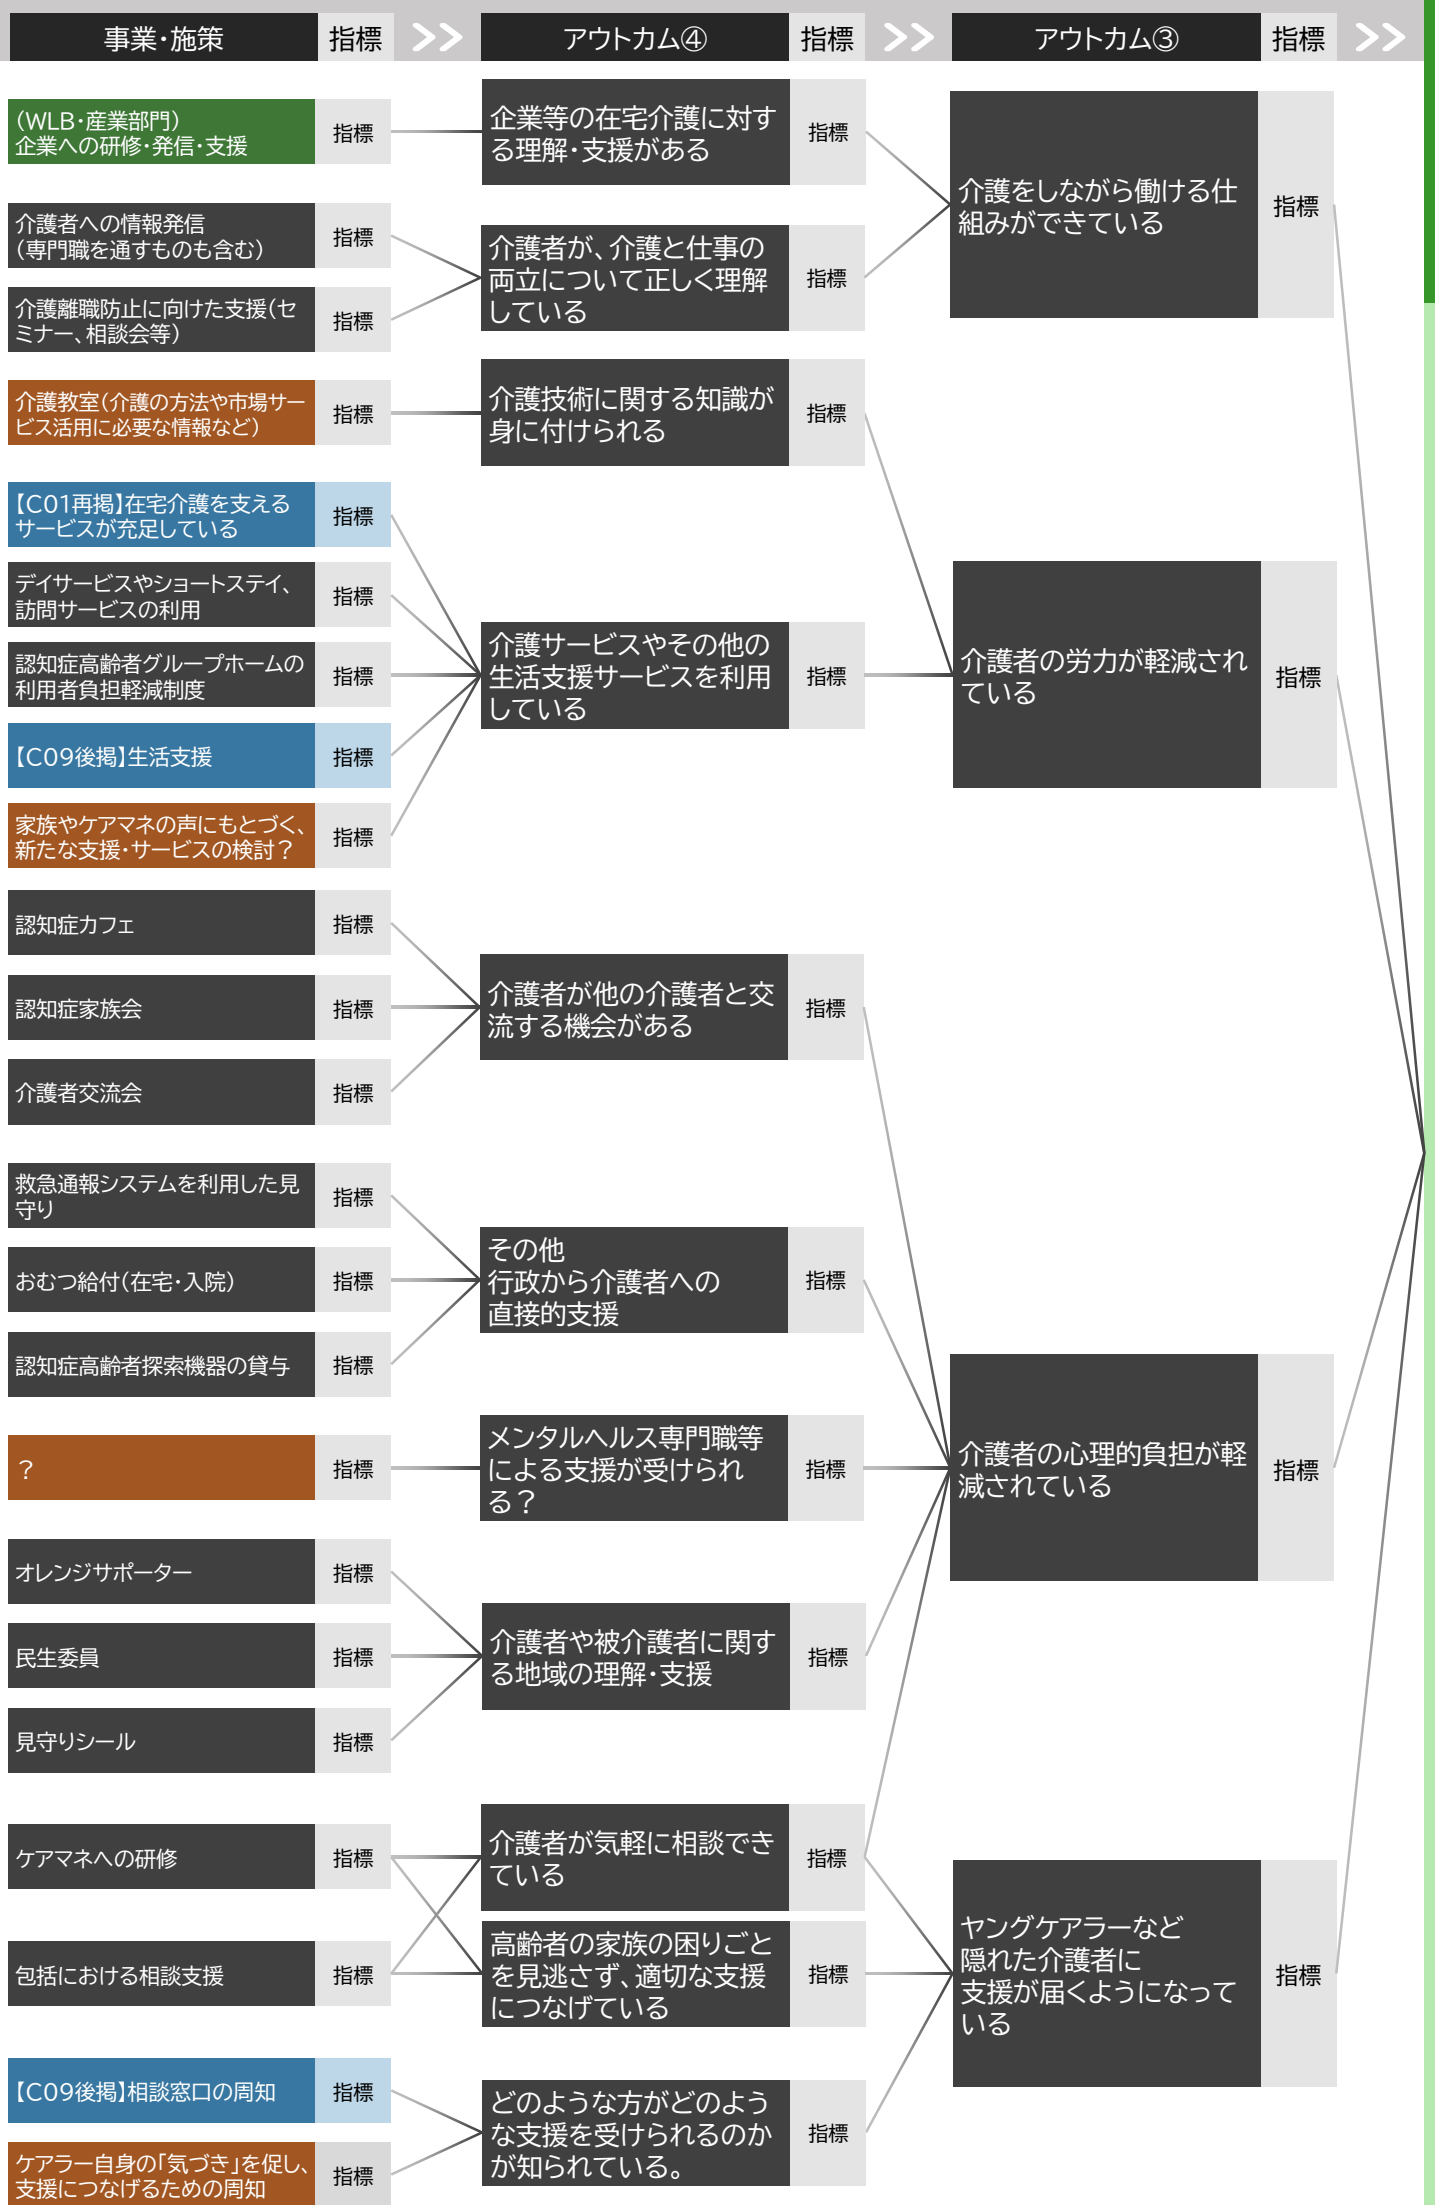 事業・施策
指標
アウトカム④
指標
アウトカム③
指標
（WLB・産業部門）
企業への研修・発信・支援
指標
介護者への情報発信
（専門職を通すものも含む）
指標
介護離職防止に向けた支援（セ
ミナー、相談会等）
指標
介護教室（介護の方法や市場サー
ビス活用に必要な情報など）
指標
【C01再掲】在宅介護を支える
サービスが充足している
指標
デイサービスやショートステイ、
訪問サービスの利用
指標
認知症高齢者グループホームの
利用者負担軽減制度
指標
【C09後掲】生活支援
指標
家族やケアマネの声にもとづく、
新たな支援・サービスの検討？
指標
認知症カフェ
指標
認知症家族会
指標
介護者交流会
指標
救急通報システムを利用した見
守り
指標
おむつ給付（在宅・入院）
指標
認知症高齢者探索機器の貸与
指標
？
指標
オレンジサポーター
指標
民生委員
指標
見守りシール
指標
ケアマネへの研修
指標
包括における相談支援
指標
【C09後掲】相談窓口の周知
指標
ケアラー自身の「気づき」を促し、
支援につなげるための周知
指標
企業等の在宅介護に対す
る理解・支援がある
指標
介護者が、介護と仕事の
両立について正しく理解
している
指標
介護技術に関する知識が
身に付けられる
指標
介護サービスやその他の
生活支援サービスを利用
している
指標
介護者が他の介護者と交
流する機会がある
指標
その他
行政から介護者への
直接的支援
指標
メンタルヘルス専門職等
による支援が受けられ
る？
指標
介護者や被介護者に関す
る地域の理解・支援
指標
介護者が気軽に相談でき
ている
指標
高齢者の家族の困りごと
を見逃さず、適切な支援
につなげている
指標
どのような方がどのよう
な支援を受けられるのか
が知られている。
指標
介護をしながら働ける仕
組みができている
指標
介護者の労力が軽減され
ている
指標
介護者の心理的負担が軽
減されている
指標
ヤングケアラーなど
隠れた介護者に
支援が届くようになって
いる
指標